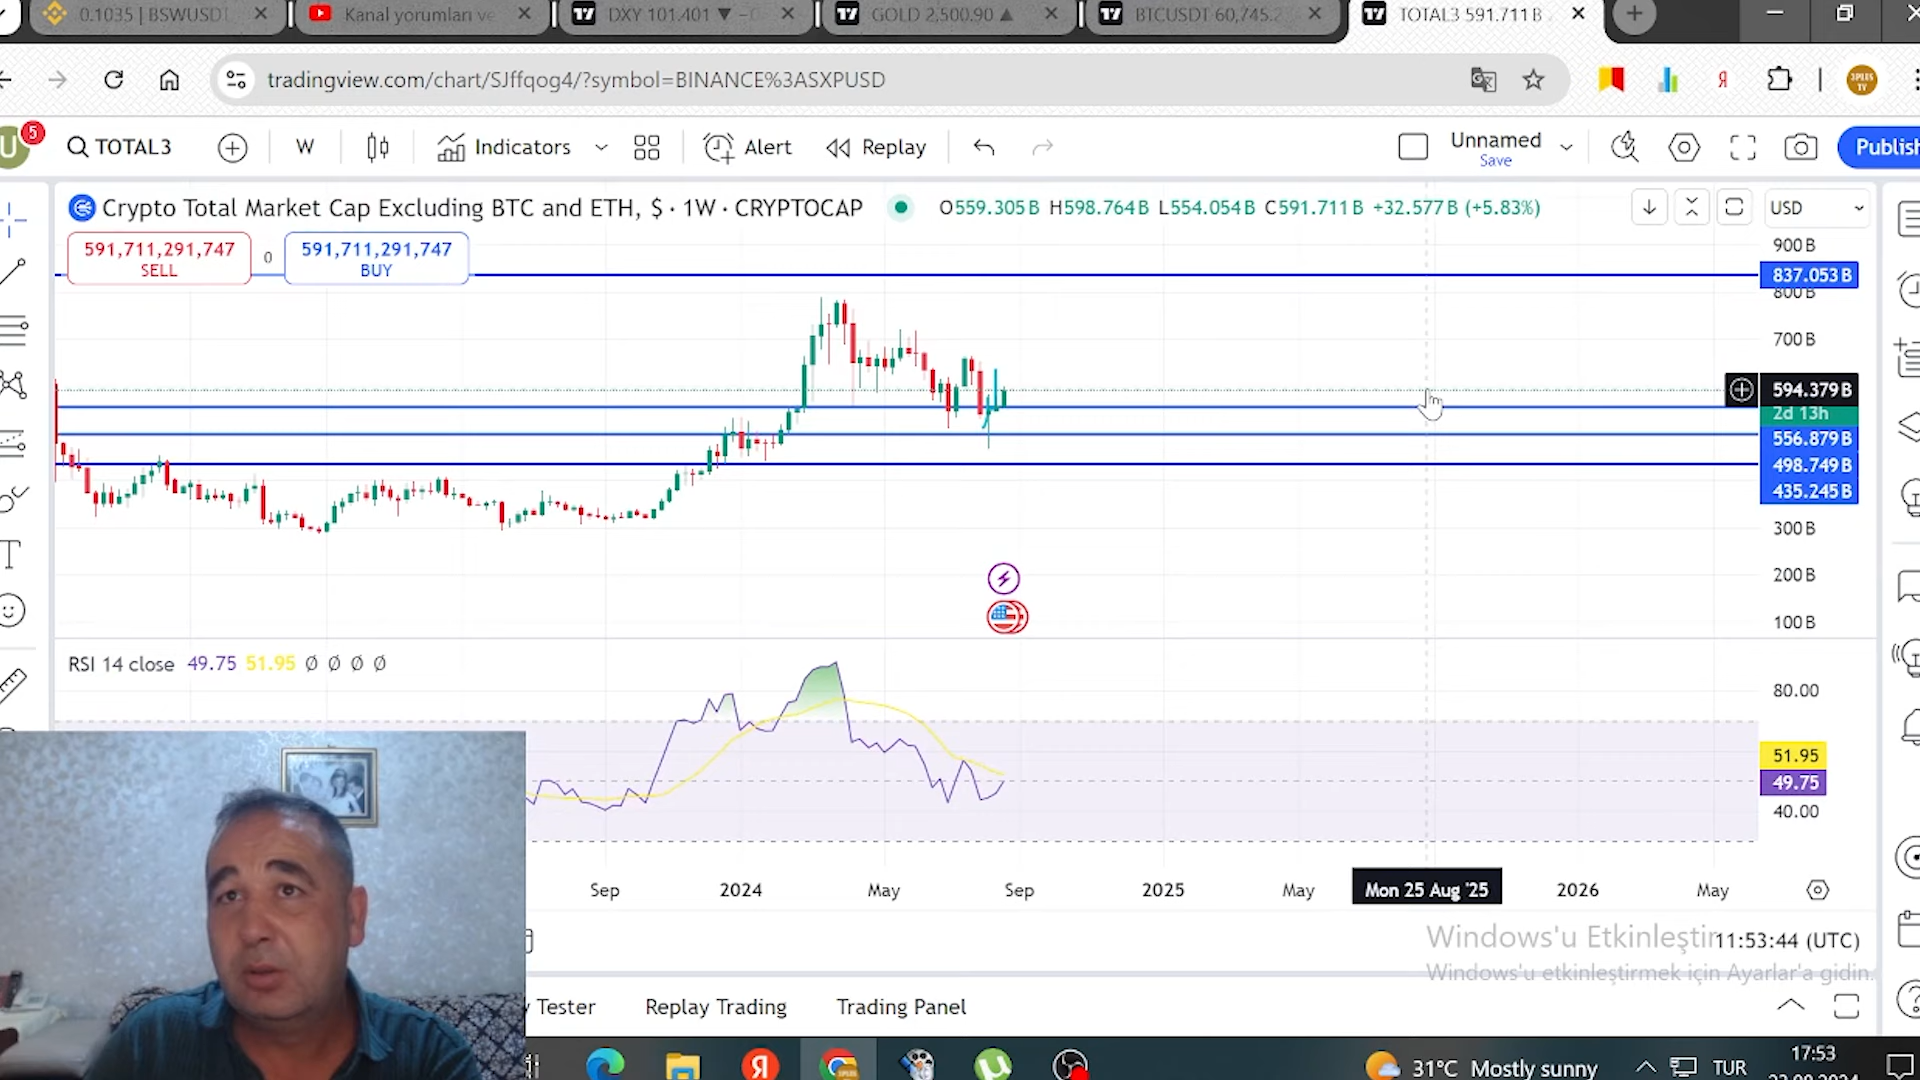 0.1035 | BSWUSD
Kanal yorumları ve
DXY 101.401 ▼
GOLD 2,500.90 ▲
BTCUSDT 60,745.
TOTAL3 591.711 B
tradingview.com/chart/SJffqog4/?symbol=BINANCE%3ASXPUSD
3PLUS TV
U 5
TOTAL3
W
Indicators
Alert
Replay
Unnamed
Save
Publish
Crypto Total Market Cap Excluding BTC and ETH, $ · 1W · CRYPTOCAP
O559.305 B H598.764 B L554.054 B C591.711 B +32.577 B (+5.83%)
USD
591,711,291,747
SELL
0
591,711,291,747
BUY
900 B
837.053 B
800 B
700 B
594.379 B
2d 13h
556.879 B
498.749 B
435.245 B
300 B
200 B
100 B
RSI 14 close 49.75 51.95 Ø Ø Ø Ø
80.00
51.95
49.75
40.00
Sep
2024
May
Sep
2025
May
Mon 25 Aug '25
2026
May
Windows'u Etkinleştir
11:53:44 (UTC)
Windows'u etkinleştirmek için Ayarlar'a gidin.
Tester
Replay Trading
Trading Panel
31°C Mostly sunny
TUR
17:53